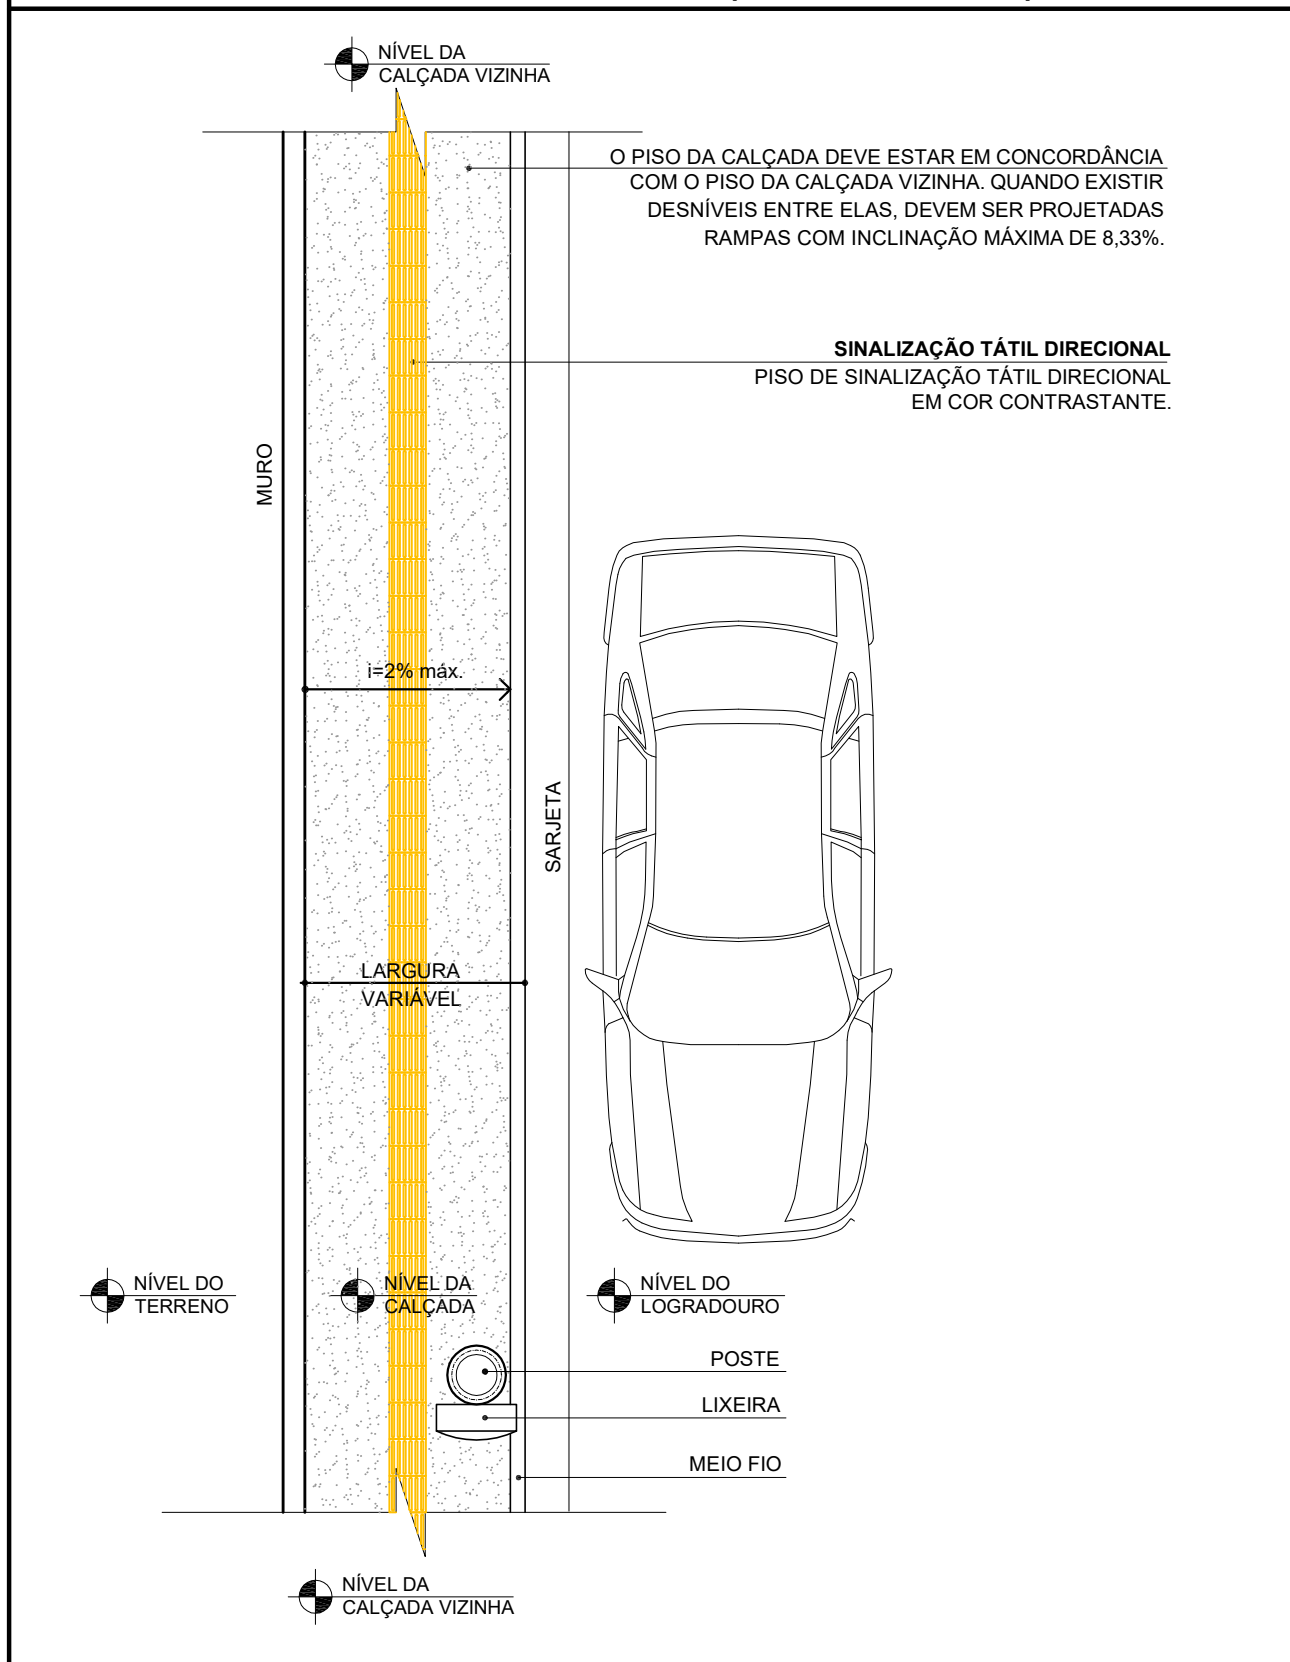 NÍVEL DA
CALÇADA VIZINHA
O PISO DA CALÇADA DEVE ESTAR EM CONCORDÂNCIA
COM O PISO DA CALÇADA VIZINHA. QUANDO EXISTIR
DESNÍVEIS ENTRE ELAS, DEVEM SER PROJETADAS
RAMPAS COM INCLINAÇÃO MÁXIMA DE 8,33%.
SINALIZAÇÃO TÁTIL DIRECIONAL
PISO DE SINALIZAÇÃO TÁTIL DIRECIONAL
EM COR CONTRASTANTE.
MURO
i=2% máx.
SARJETA
LARGURA
VARIÁVEL
NÍVEL DO
TERRENO
NÍVEL DA
CALÇADA
NÍVEL DO
LOGRADOURO
POSTE
LIXEIRA
MEIO FIO
NÍVEL DA
CALÇADA VIZINHA